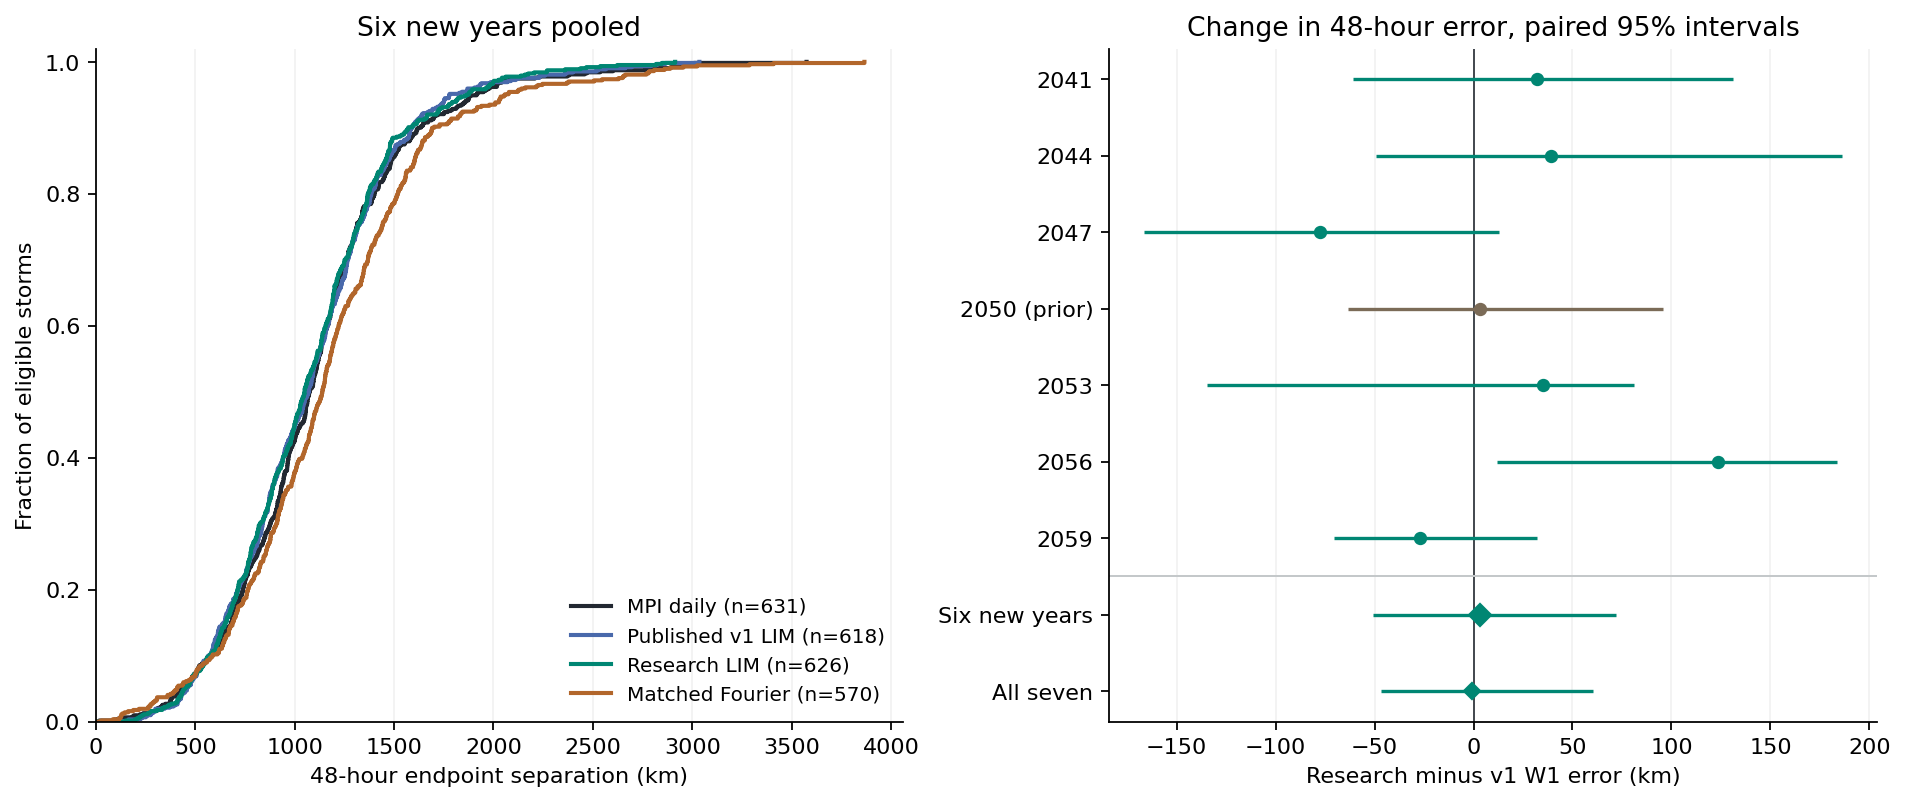 Six new years pooled
1.0
0.8
0.6
0.4
0.2
0.0
Fraction of eligible storms
MPI daily (n=631)
Published v1 LIM (n=618)
Research LIM (n=626)
Matched Fourier (n=570)
0 500 1000 1500 2000 2500 3000 3500 4000
48-hour endpoint separation (km)
Change in 48-hour error, paired 95% intervals
2041
2044
2047
2050 (prior)
2053
2056
2059
Six new years
All seven
−150 −100 −50 0 50 100 150 200
Research minus v1 W1 error (km)